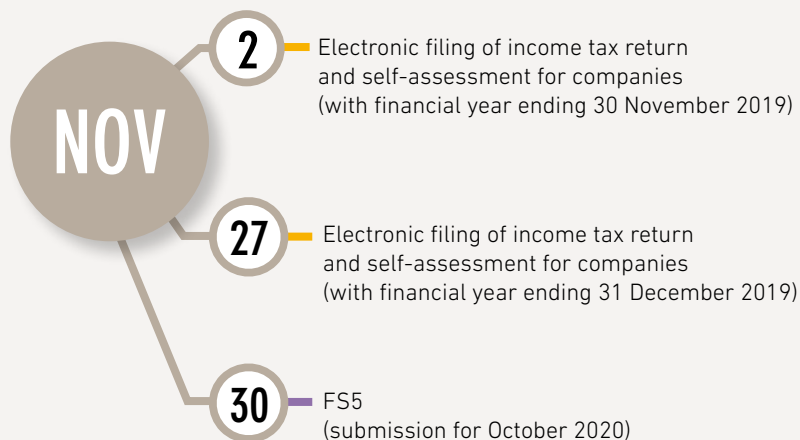 NOV
2
Electronic filing of income tax return
and self-assessment for companies
(with financial year ending 30 November 2019)
27
Electronic filing of income tax return
and self-assessment for companies
(with financial year ending 31 December 2019)
30
FS5
(submission for October 2020)